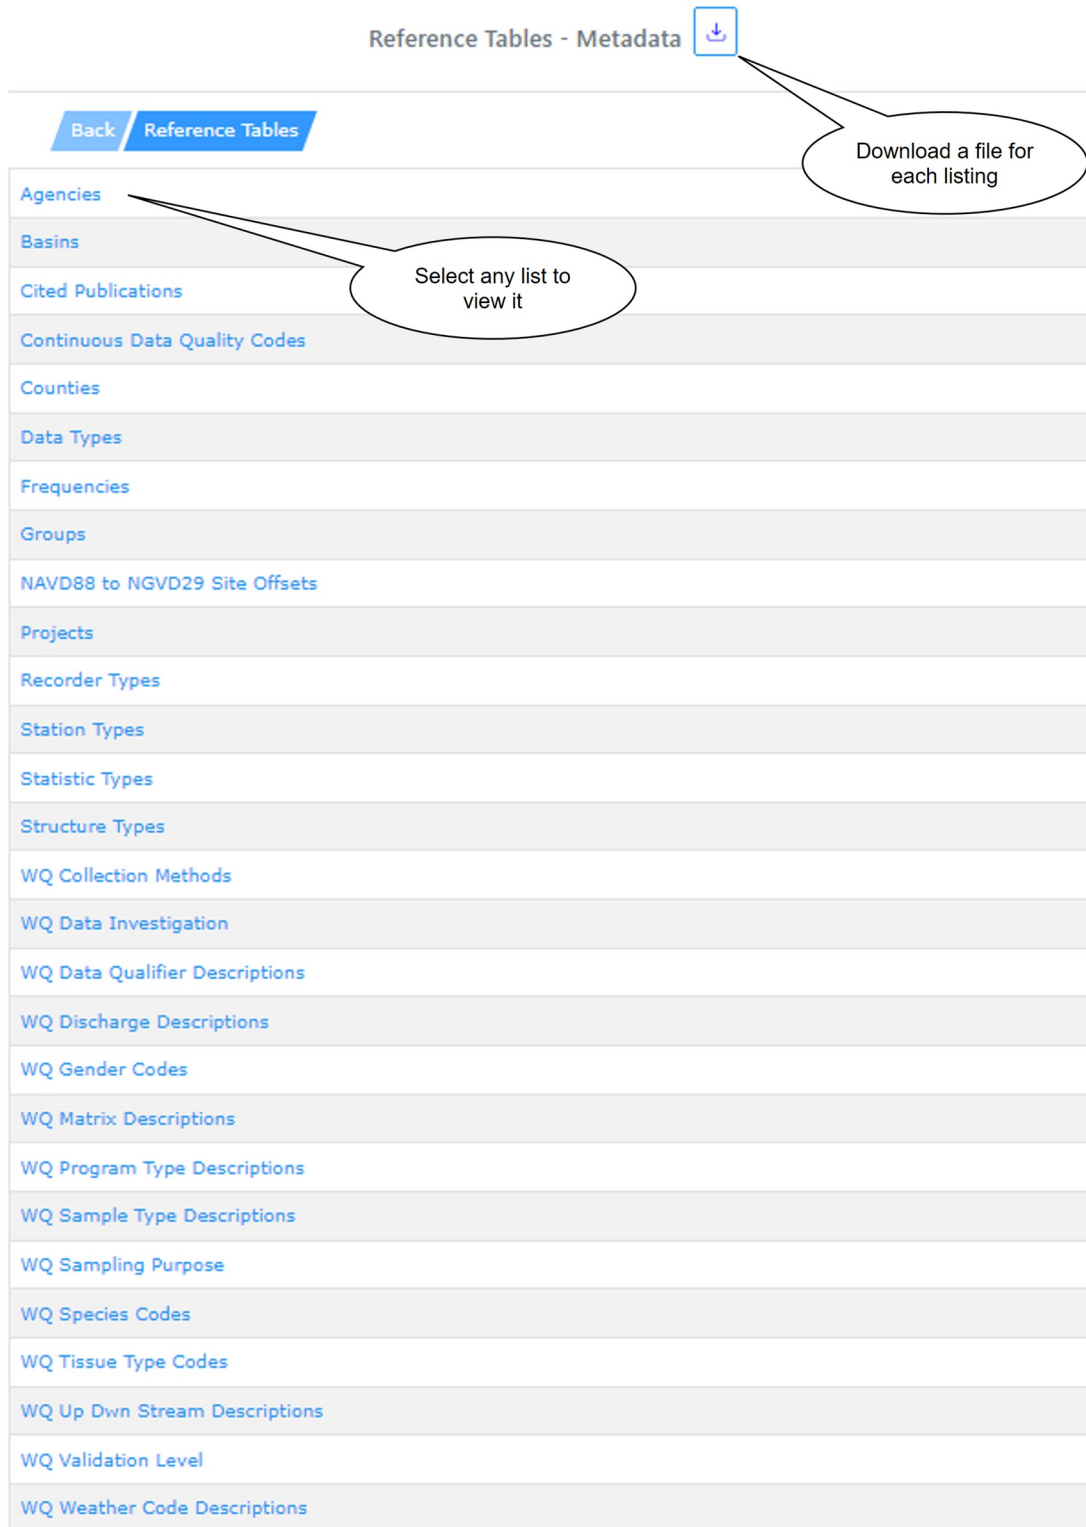 Reference Tables - Metadata
Download a file for
each listing
Back
Reference Tables
Agencies
Select any list to
view it
Basins
Cited Publications
Continuous Data Quality Codes
Counties
Data Types
Frequencies
Groups
NAVD88 to NGVD29 Site Offsets
Projects
Recorder Types
Station Types
Statistic Types
Structure Types
WQ Collection Methods
WQ Data Investigation
WQ Data Qualifier Descriptions
WQ Discharge Descriptions
WQ Gender Codes
WQ Matrix Descriptions
WQ Program Type Descriptions
WQ Sample Type Descriptions
WQ Sampling Purpose
WQ Species Codes
WQ Tissue Type Codes
WQ Up Dwn Stream Descriptions
WQ Validation Level
WQ Weather Code Descriptions